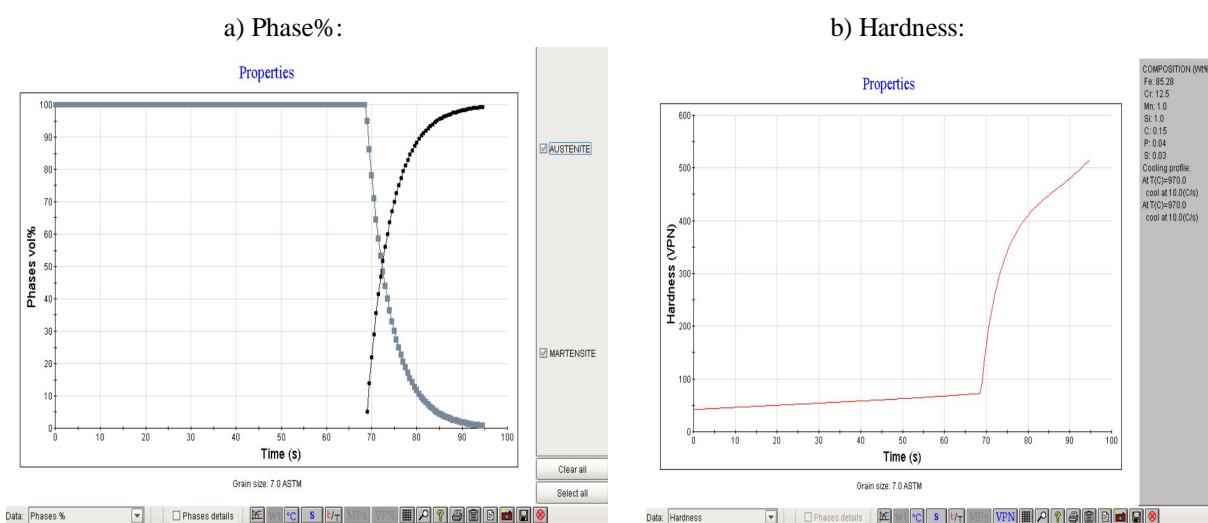 a) Phase%:
b) Hardness:
Properties
100
90
80
70
60
50
40
30
20
10
0
Phases vol%
0 10 20 30 40 50 60 70 80 90 100
Time (s)
Grain size: 7.0 ASTM
AUSTENITE
MARTENSITE
Clear all
Select all
Data: Phases % Phases details °C S t/T MPa VPN
Properties
600
500
400
300
200
100
0
Hardness (VPN)
0 10 20 30 40 50 60 70 80 90 100
Time (s)
Grain size: 7.0 ASTM
COMPOSITION (Wt%
Fe: 85.28
Cr: 12.5
Mn: 1.0
Si: 1.0
C: 0.15
P: 0.04
S: 0.03
Cooling profile:
At T(C)=970.0
cool at 10.0(C/s)
At T(C)=970.0
cool at 10.0(C/s)
Data: Hardness Phases details °C S t/T MPa VPN